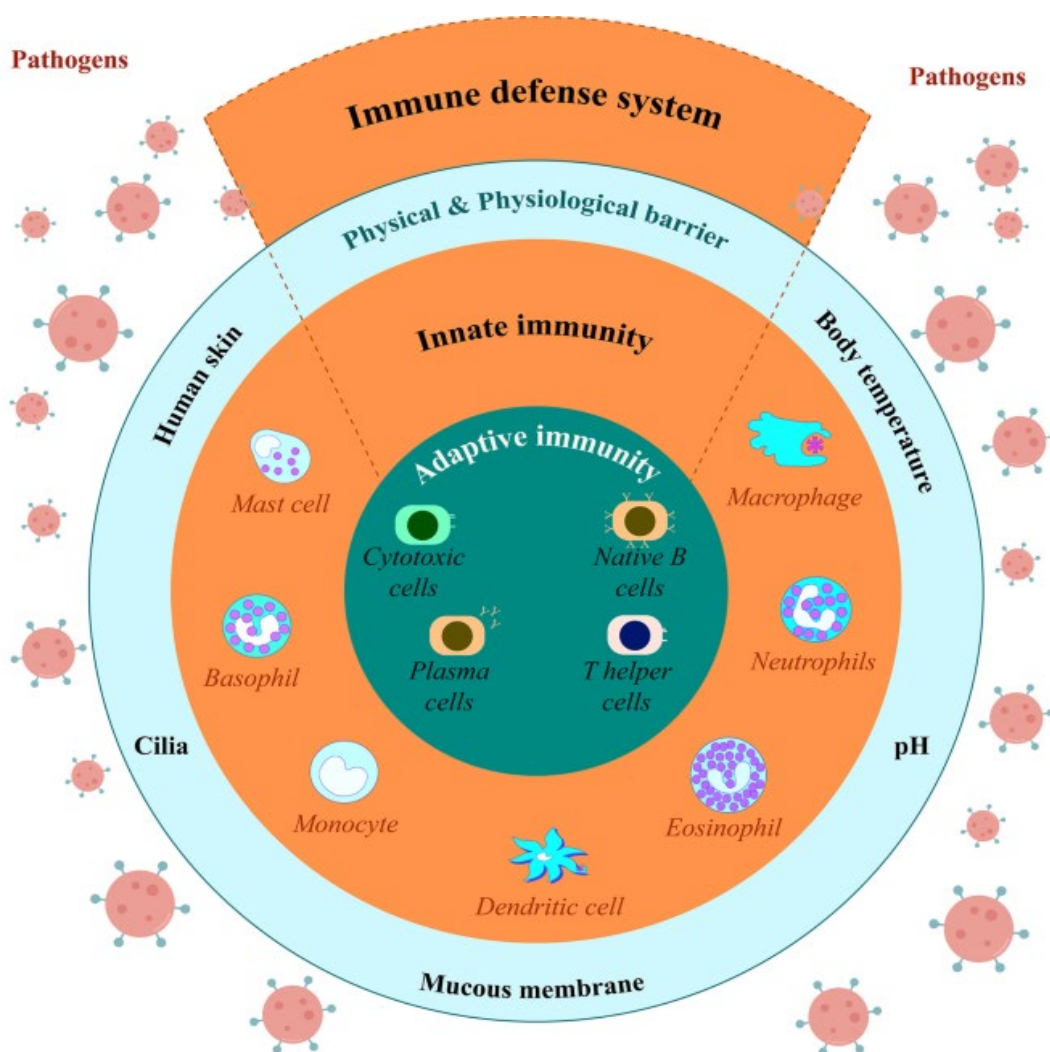 Pathogens
Pathogens
Immune defense system
Physical & Physiological barrier
Human skin
Body temperature
Innate immunity
Adaptive immunity
Mast cell
Macrophage
Cytotoxic
cells
Native B
cells
Basophil
Plasma
cells
T helper
cells
Neutrophils
Cilia
pH
Monocyte
Eosinophil
Dendritic cell
Mucous membrane